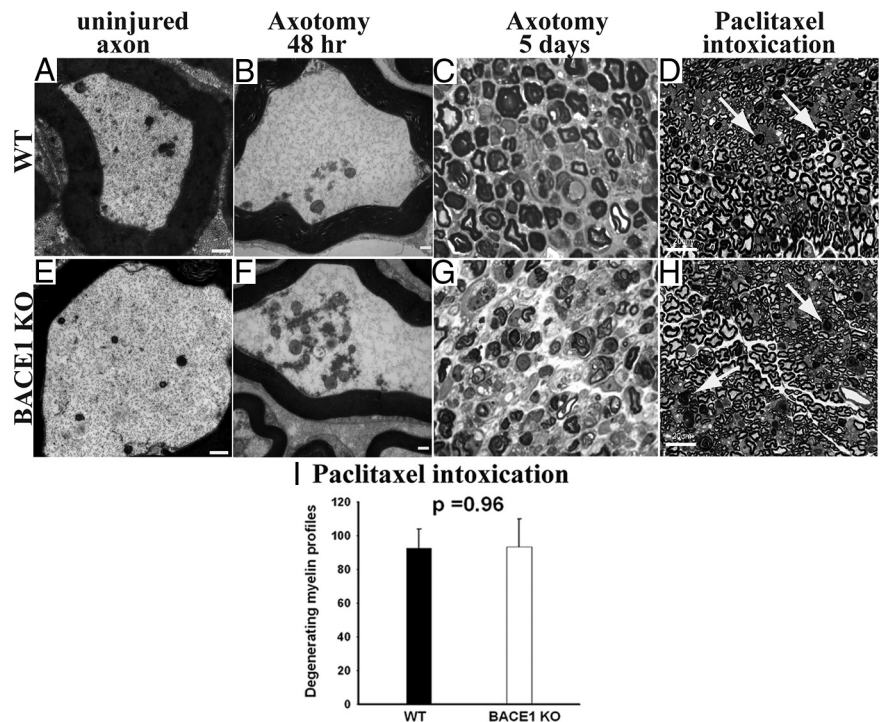 uninjured
axon
Axotomy
48 hr
Axotomy
5 days
Paclitaxel
intoxication
WT
A
B
C
D
BACE1 KO
E
F
G
H
I Paclitaxel intoxication
p =0.96
Degenerating myelin profiles
120
100
80
60
40
20
0
WT
BACE1 KO